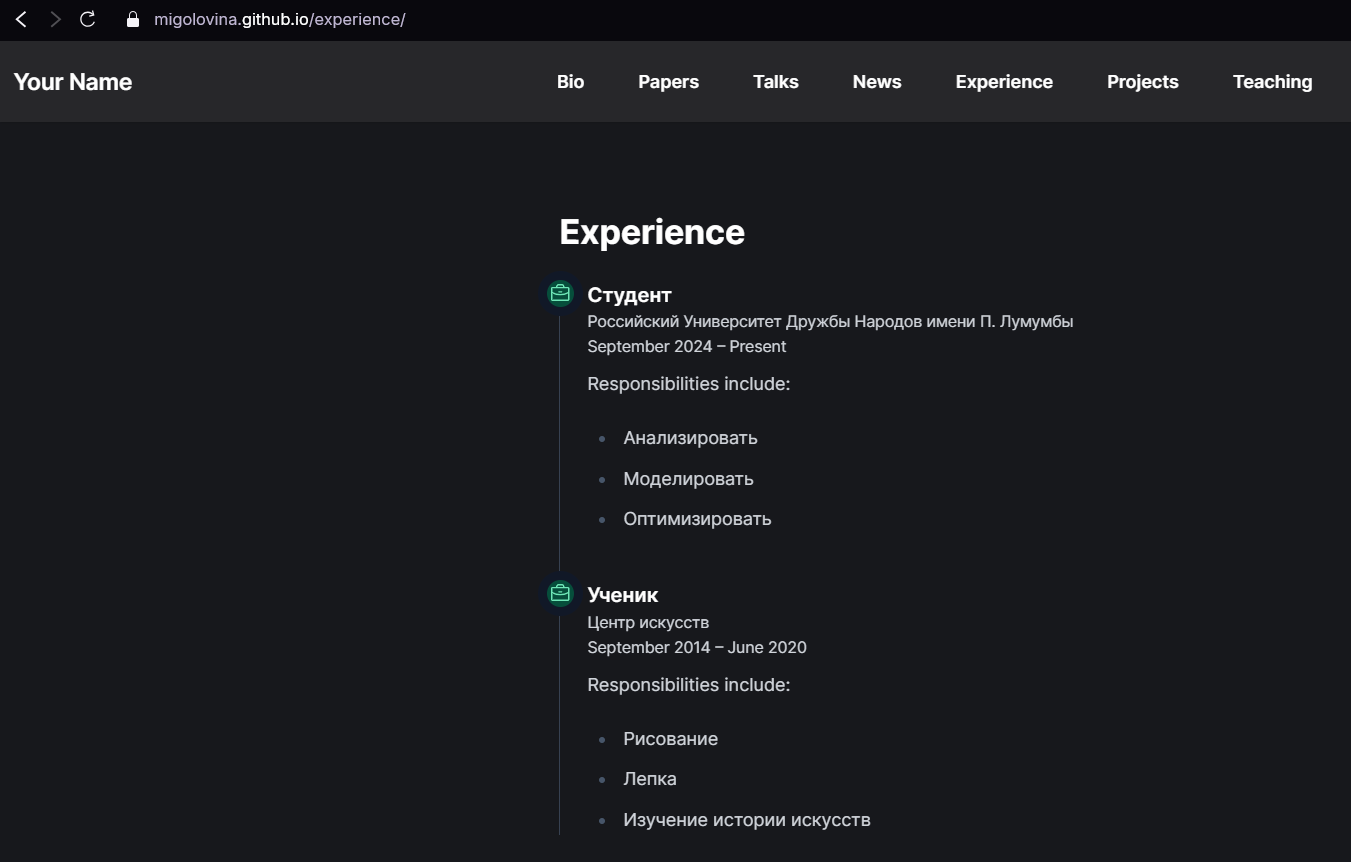 migolovina.github.io/experience/
Your Name
Bio
Papers
Talks
News
Experience
Projects
Teaching
Experience
Студент
Российский Университет Дружбы Народов имени П. Лумумбы
September 2024 – Present
Responsibilities include:
Анализировать
Моделировать
Оптимизировать
Ученик
Центр искусств
September 2014 – June 2020
Responsibilities include:
Рисование
Лепка
Изучение истории искусств